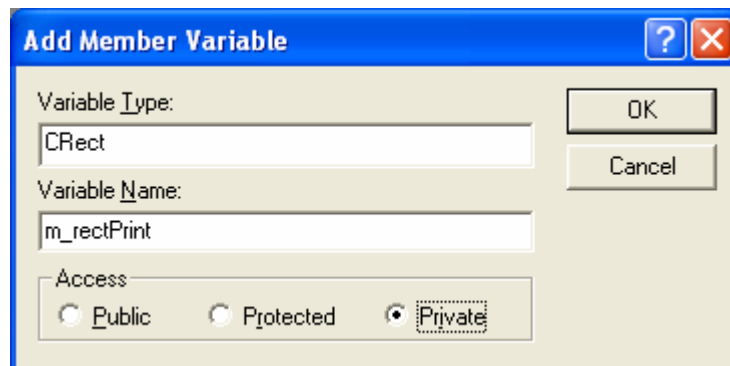 Add Member Variable
Variable Type:
OK
CRect
Cancel
Variable Name:
m_rectPrint
Access
Public Protected Private